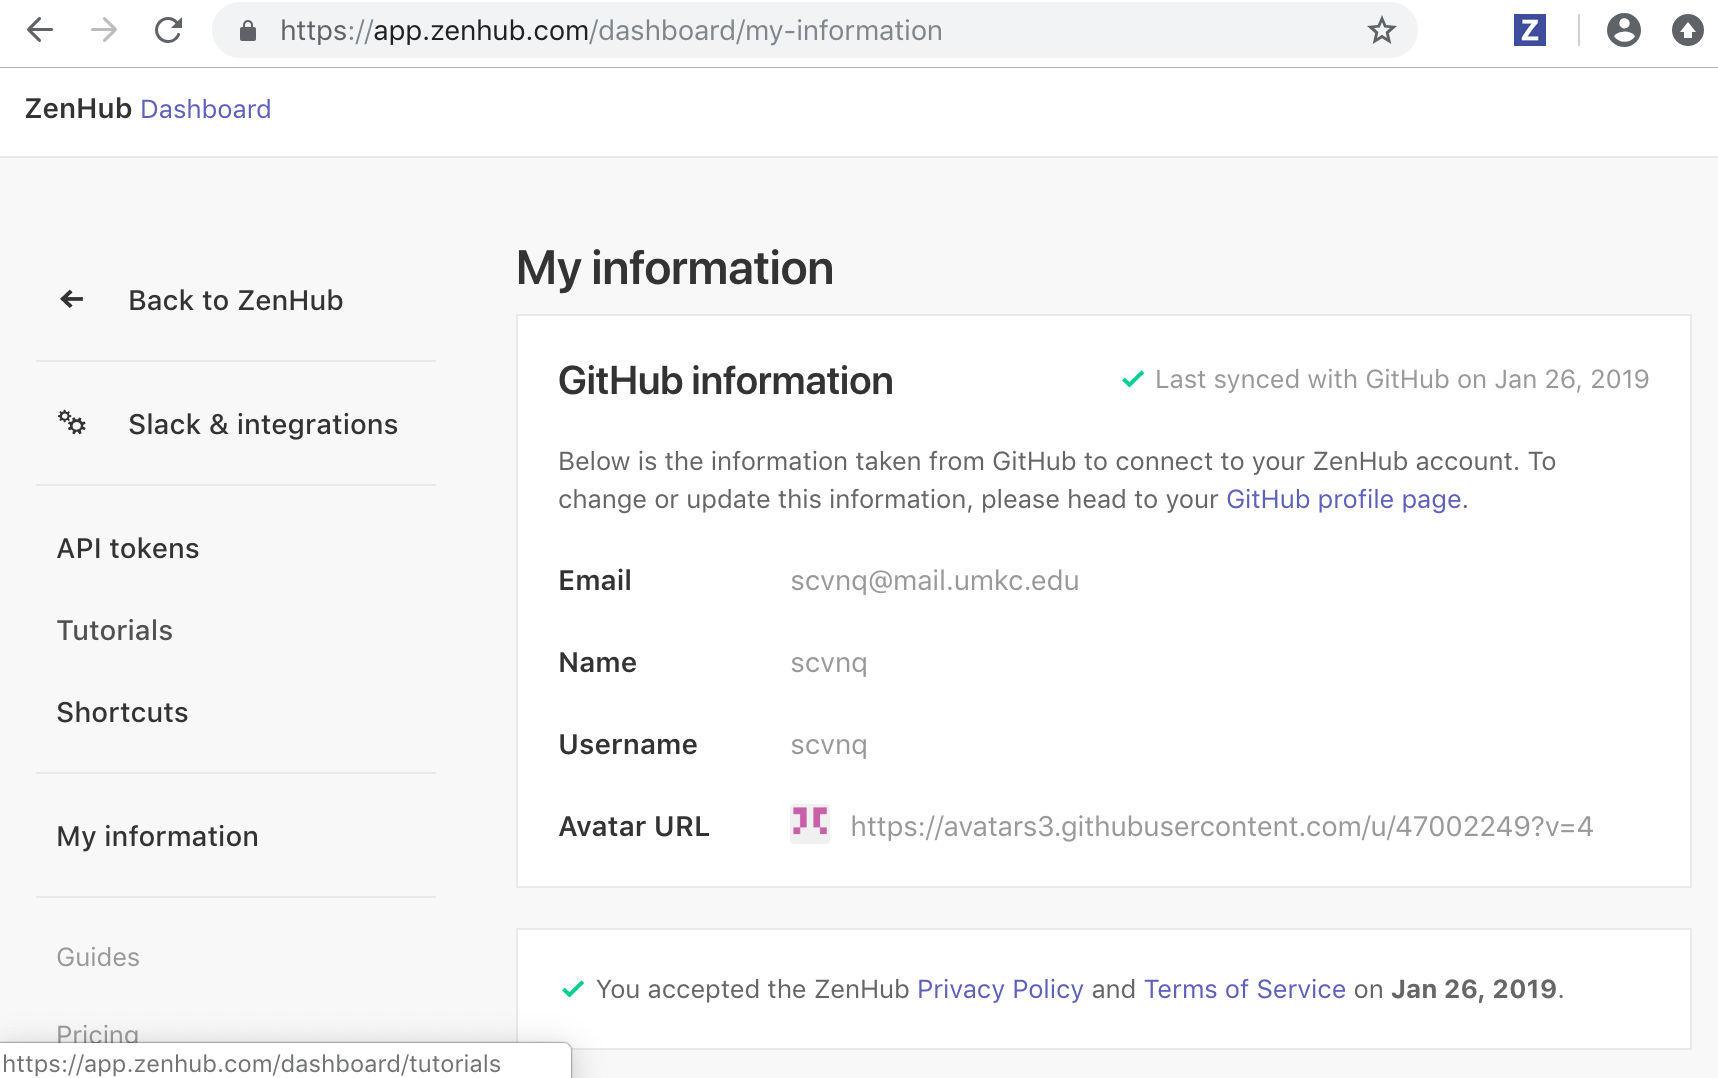 https://app.zenhub.com/dashboard/my-information
Z
ZenHub Dashboard
Back to ZenHub
Slack & integrations
API tokens
Tutorials
Shortcuts
My information
Guides
Pricing
My information
GitHub information
Last synced with GitHub on Jan 26, 2019
Below is the information taken from GitHub to connect to your ZenHub account. To
change or update this information, please head to your GitHub profile page.
Email scvnq@mail.umkc.edu
Name scvnq
Username scvnq
Avatar URL https://avatars3.githubusercontent.com/u/47002249?v=4
You accepted the ZenHub Privacy Policy and Terms of Service on Jan 26, 2019.
https://app.zenhub.com/dashboard/tutorials